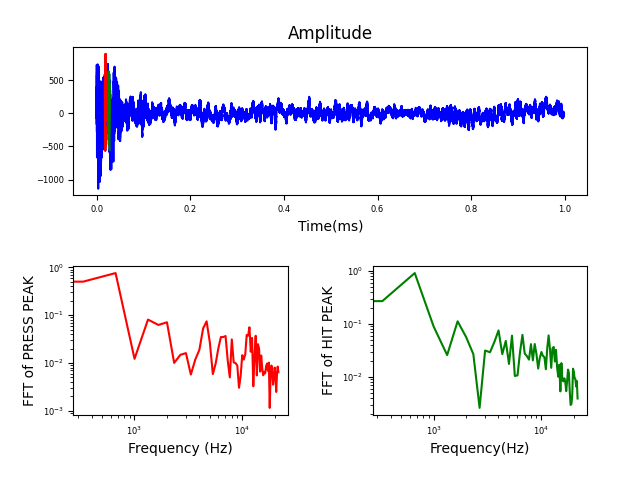 Amplitude
500
0
−500
−1000
0.0 0.2 0.4 0.6 0.8 1.0
Time(ms)
FFT of PRESS PEAK
10⁰
10⁻¹
10⁻²
10⁻³
10³ 10⁴
Frequency (Hz)
FFT of HIT PEAK
10⁰
10⁻¹
10⁻²
10³ 10⁴
Frequency(Hz)